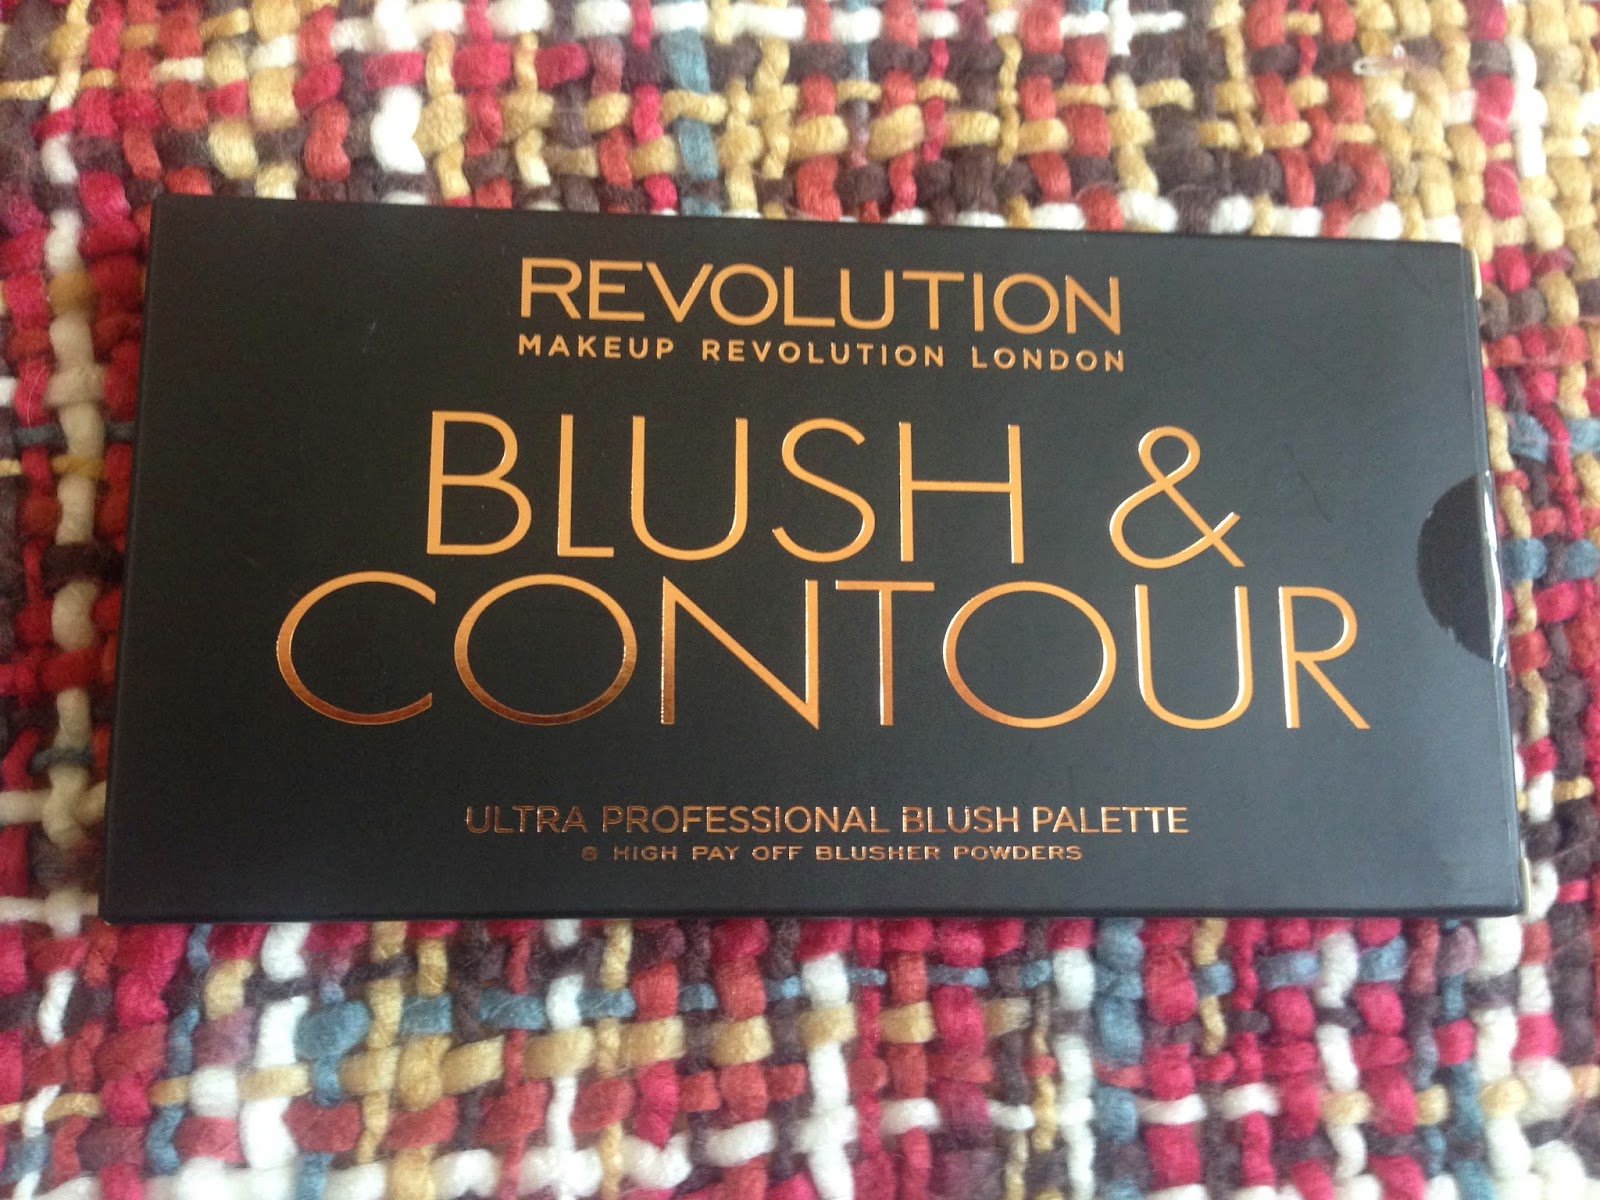 REVOLUTION
MAKEUP REVOLUTION LONDON
BLUSH &
CONTOUR
ULTRA PROFESSIONAL BLUSH PALETTE
8 HIGH PAY OFF BLUSHER POWDERS